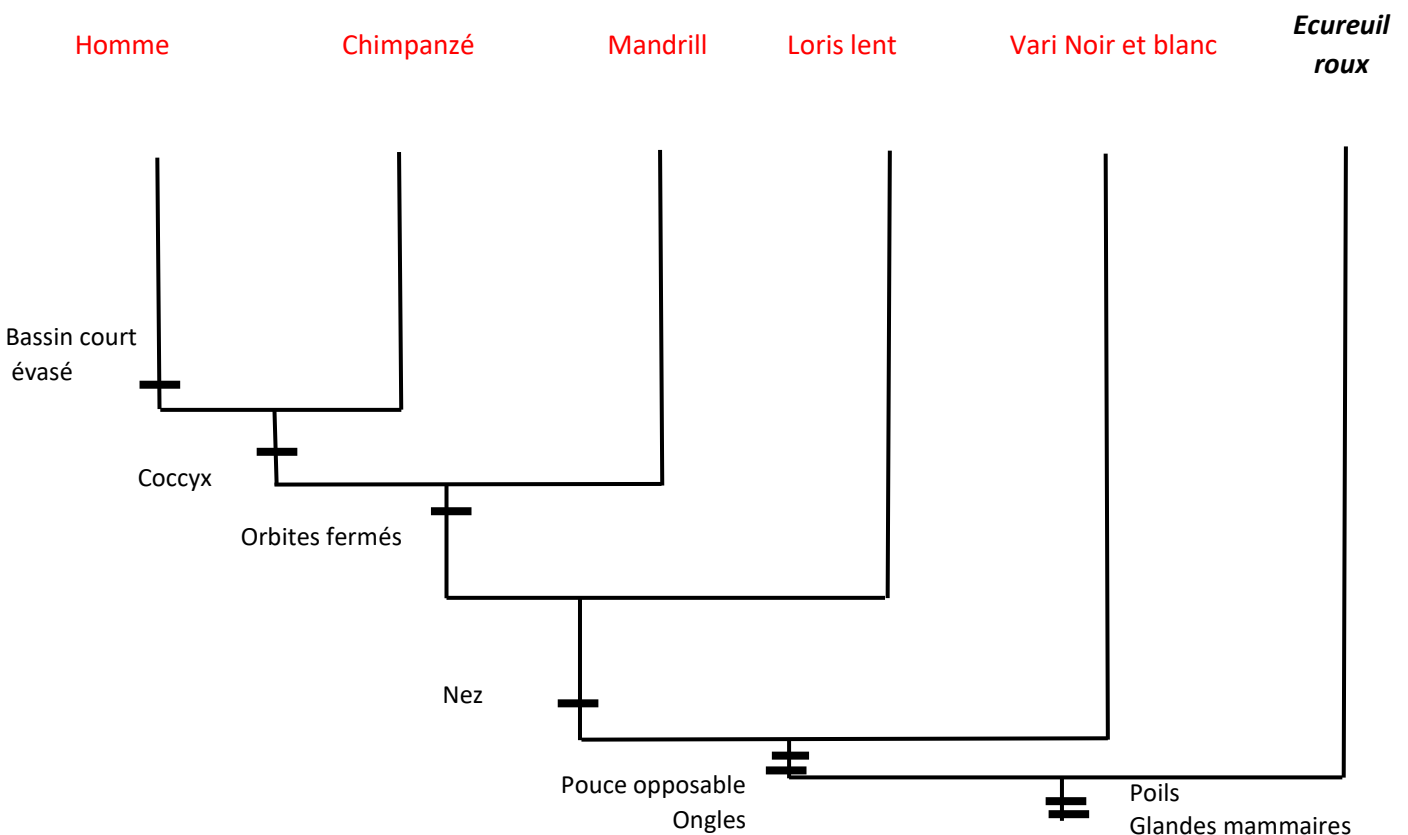 Homme
Chimpanzé
Mandrill
Loris lent
Vari Noir et blanc
Ecureuil
roux
Bassin court
évasé
Coccyx
Orbites fermés
Nez
Pouce opposable
Ongles
Poils
Glandes mammaires